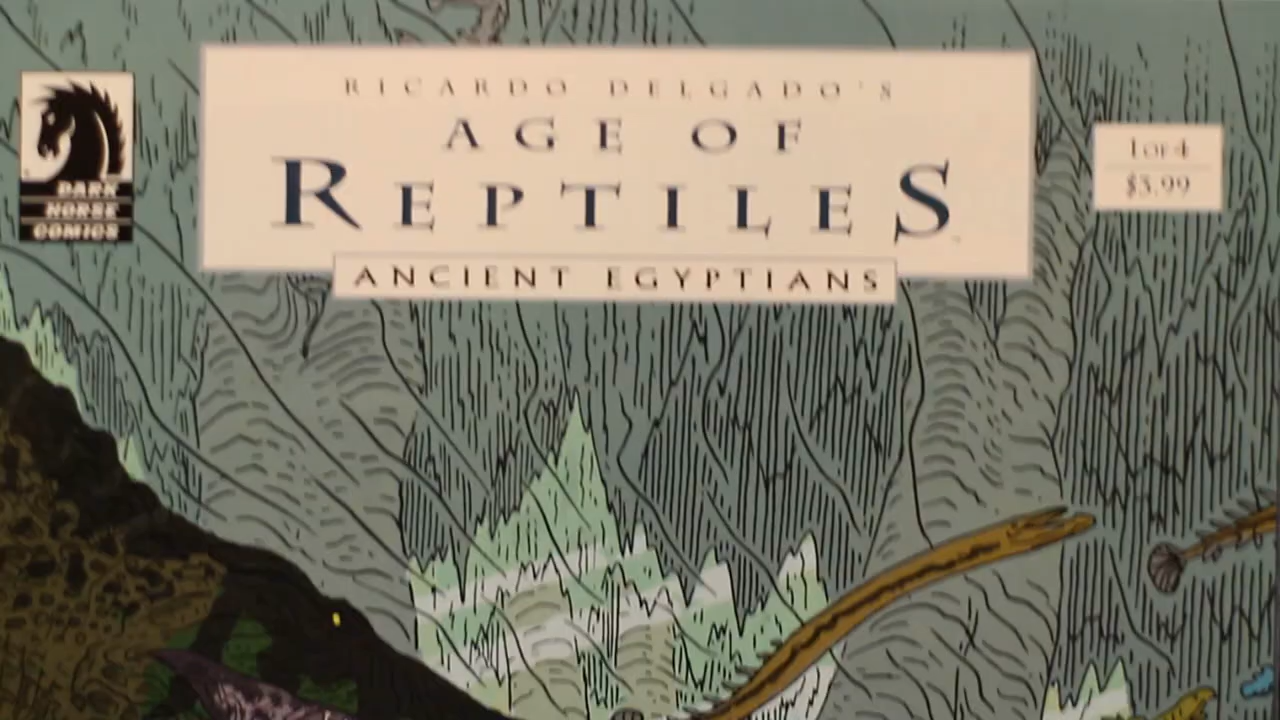 RICARDO DELGADO'S
AGE OF
REPTILES
ANCIENT EGYPTIANS
DARK
HORSE
COMICS
1 OF 4
$3.99